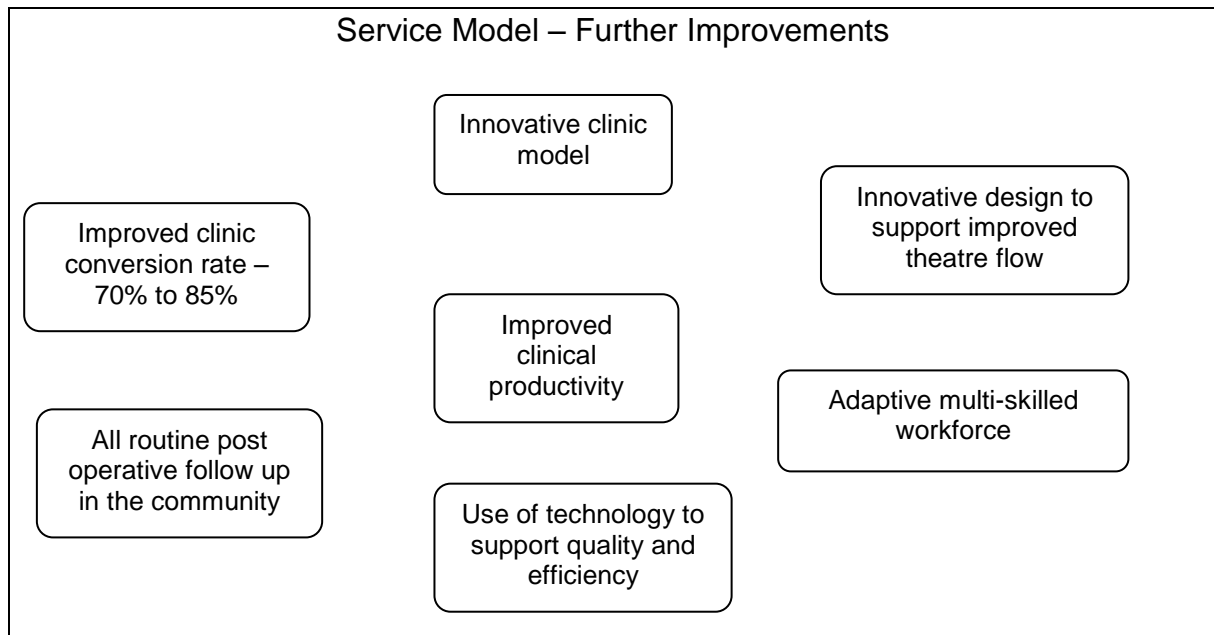 Service Model – Further Improvements
Innovative clinic
model
Innovative design to
support improved
theatre flow
Improved clinic
conversion rate –
70% to 85%
Improved
clinical
productivity
Adaptive multi-skilled
workforce
All routine post
operative follow up
in the community
Use of technology to
support quality and
efficiency